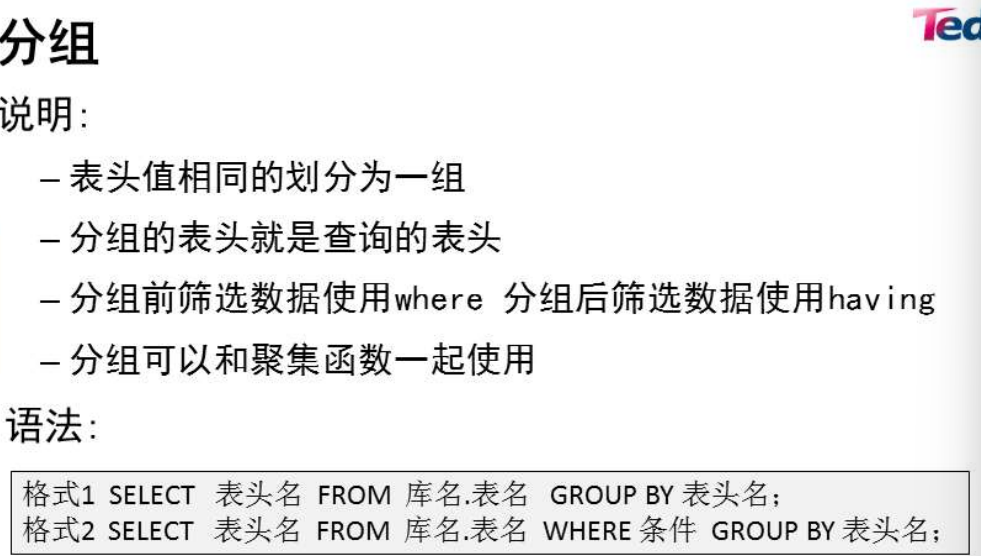 分组
Ted
说明:
– 表头值相同的划分为一组
– 分组的表头就是查询的表头
– 分组前筛选数据使用where 分组后筛选数据使用having
– 分组可以和聚集函数一起使用
语法:
格式1 SELECT 表头名 FROM 库名.表名 GROUP BY 表头名;
格式2 SELECT 表头名 FROM 库名.表名 WHERE 条件 GROUP BY 表头名;